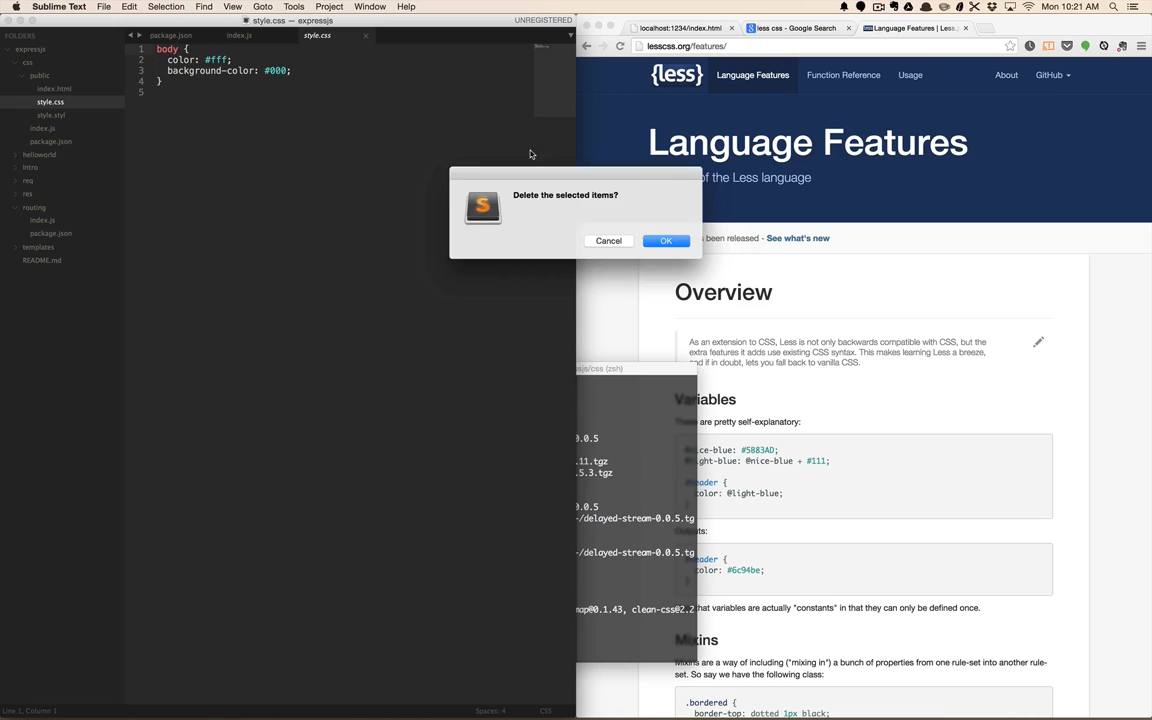 Sublime Text File Edit Selection Find View Goto Tools Project Window Help
Mon 10:21 AM
style.css — expressjs
UNREGISTERED
FOLDERS
expressjs
css
public
index.html
style.css
style.styl
index.js
package.json
helloworld
Intro
req
res
routing
index.js
package.json
templates
README.md
package.json index.js style.css
1 body {
2 color: #fff;
3 background-color: #000;
4 }
5
Line 1, Column 1
Spaces: 4
CSS
Delete the selected items?
Cancel OK
sjs/css (zsh)
0.0.5
.11.tgz
.5.3.tgz
0.0.5
~/delayed-stream-0.0.5.tg
~/delayed-stream-0.0.5.tg
map@0.1.43, clean-css@2.2
localhost:1234/index.html
less css - Google Search
Language Features | Less.j
lesscss.org/features/
{less} Language Features Function Reference Usage About GitHub
Language Features
of the Less language
been released - See what's new
Overview
As an extension to CSS, Less is not only backwards compatible with CSS, but the
extra features it adds use existing CSS syntax. This makes learning Less a breeze,
and if in doubt, lets you fall back to vanilla CSS.
Variables
These are pretty self-explanatory:
@nice-blue: #5B83AD;
@light-blue: @nice-blue + #111;
#header {
color: @light-blue;
}
Outputs:
#header {
color: #6c94be;
}
that variables are actually "constants" in that they can only be defined once.
Mixins
Mixins are a way of including ("mixing in") a bunch of properties from one rule-set into another rule-
set. So say we have the following class:
.bordered {
border-top: dotted 1px black;